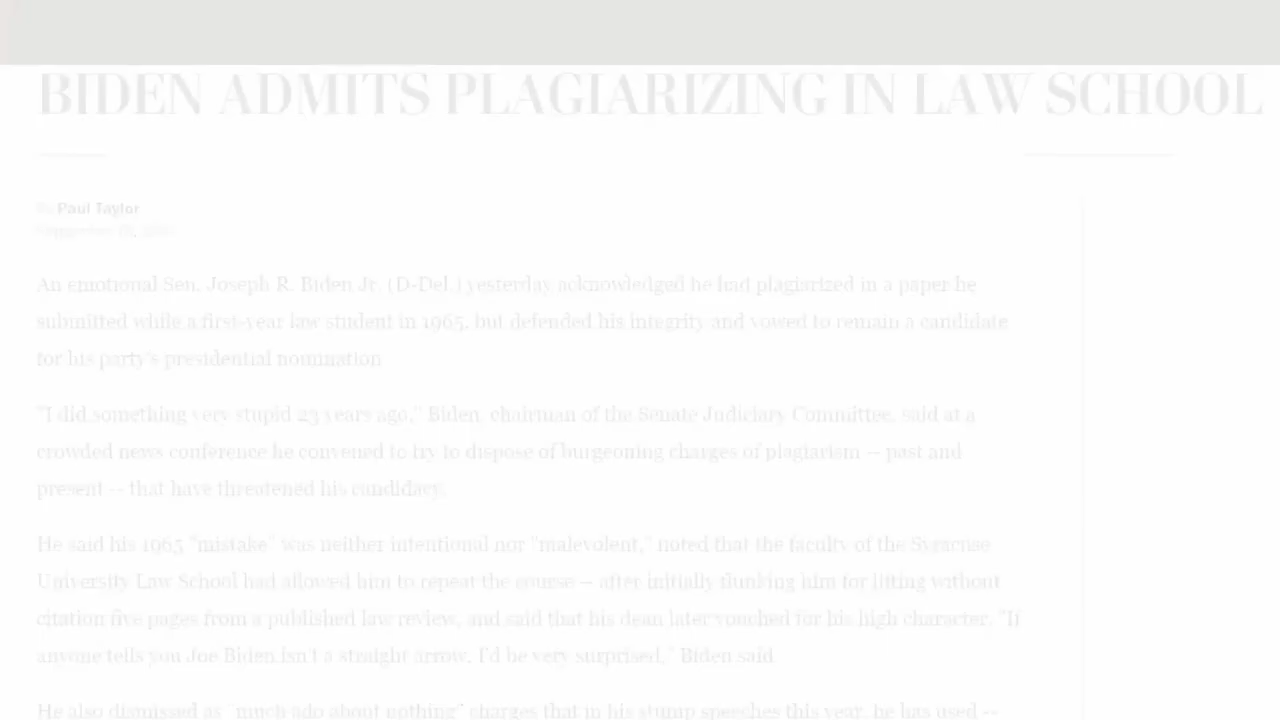 BIDEN ADMITS PLAGIARIZING IN LAW SCHOOL
By Paul Taylor
An emotional Sen. Joseph R. Biden Jr. (D-Del.) yesterday acknowledged he had plagiarized in a paper he
submitted while a first-year law student in 1965, but defended his integrity and vowed to remain a candidate
for his party's presidential nomination
"I did something very stupid 23 years ago," Biden, chairman of the Senate Judiciary Committee, said at a
crowded news conference he convened to try to dispose of burgeoning charges of plagiarism -- past and
present -- that have threatened his candidacy.
He said his 1965 "mistake" was neither intentional nor "malevolent," noted that the faculty of the Syracuse
University Law School had allowed him to repeat the course -- after initially flunking him for lifting without
citation five pages from a published law review, and said that his dean later vouched for his high character. "If
anyone tells you Joe Biden isn't a straight arrow, I'd be very surprised," Biden said
He also dismissed as "much ado about nothing" charges that in his stump speeches this year, he has used --